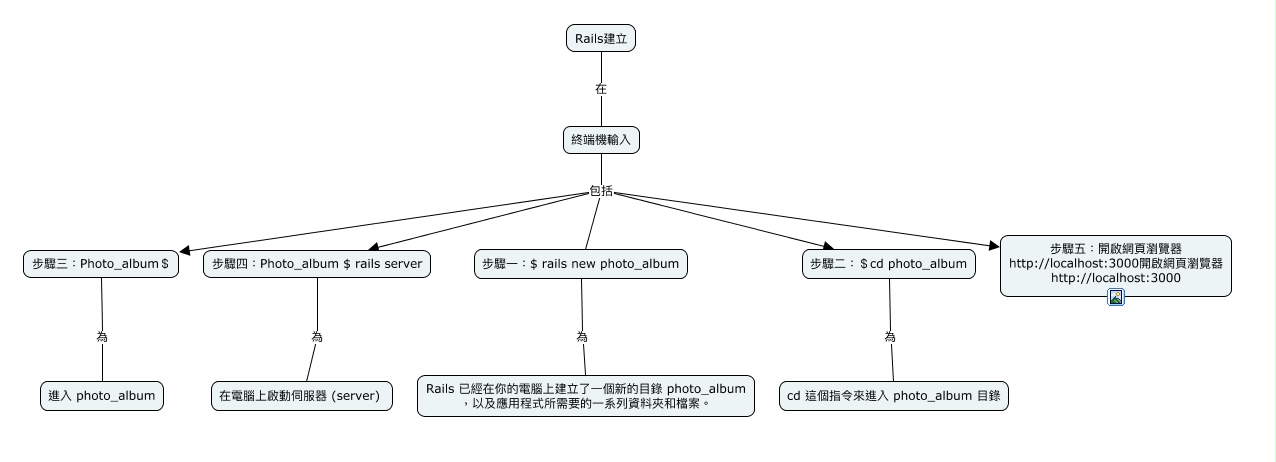 Rails建立
在
終端機輸入
包括
步驟三：Photo_album＄
步驟四：Photo_album $ rails server
步驟一：$ rails new photo_album
步驟二：＄cd photo_album
步驟五：開啟網頁瀏覽器
http://localhost:3000開啟網頁瀏覽器
http://localhost:3000
為
為
為
為
進入 photo_album
在電腦上啟動伺服器 (server)
Rails 已經在你的電腦上建立了一個新的目錄 photo_album
，以及應用程式所需要的一系列資料夾和檔案。
cd 這個指令來進入 photo_album 目錄